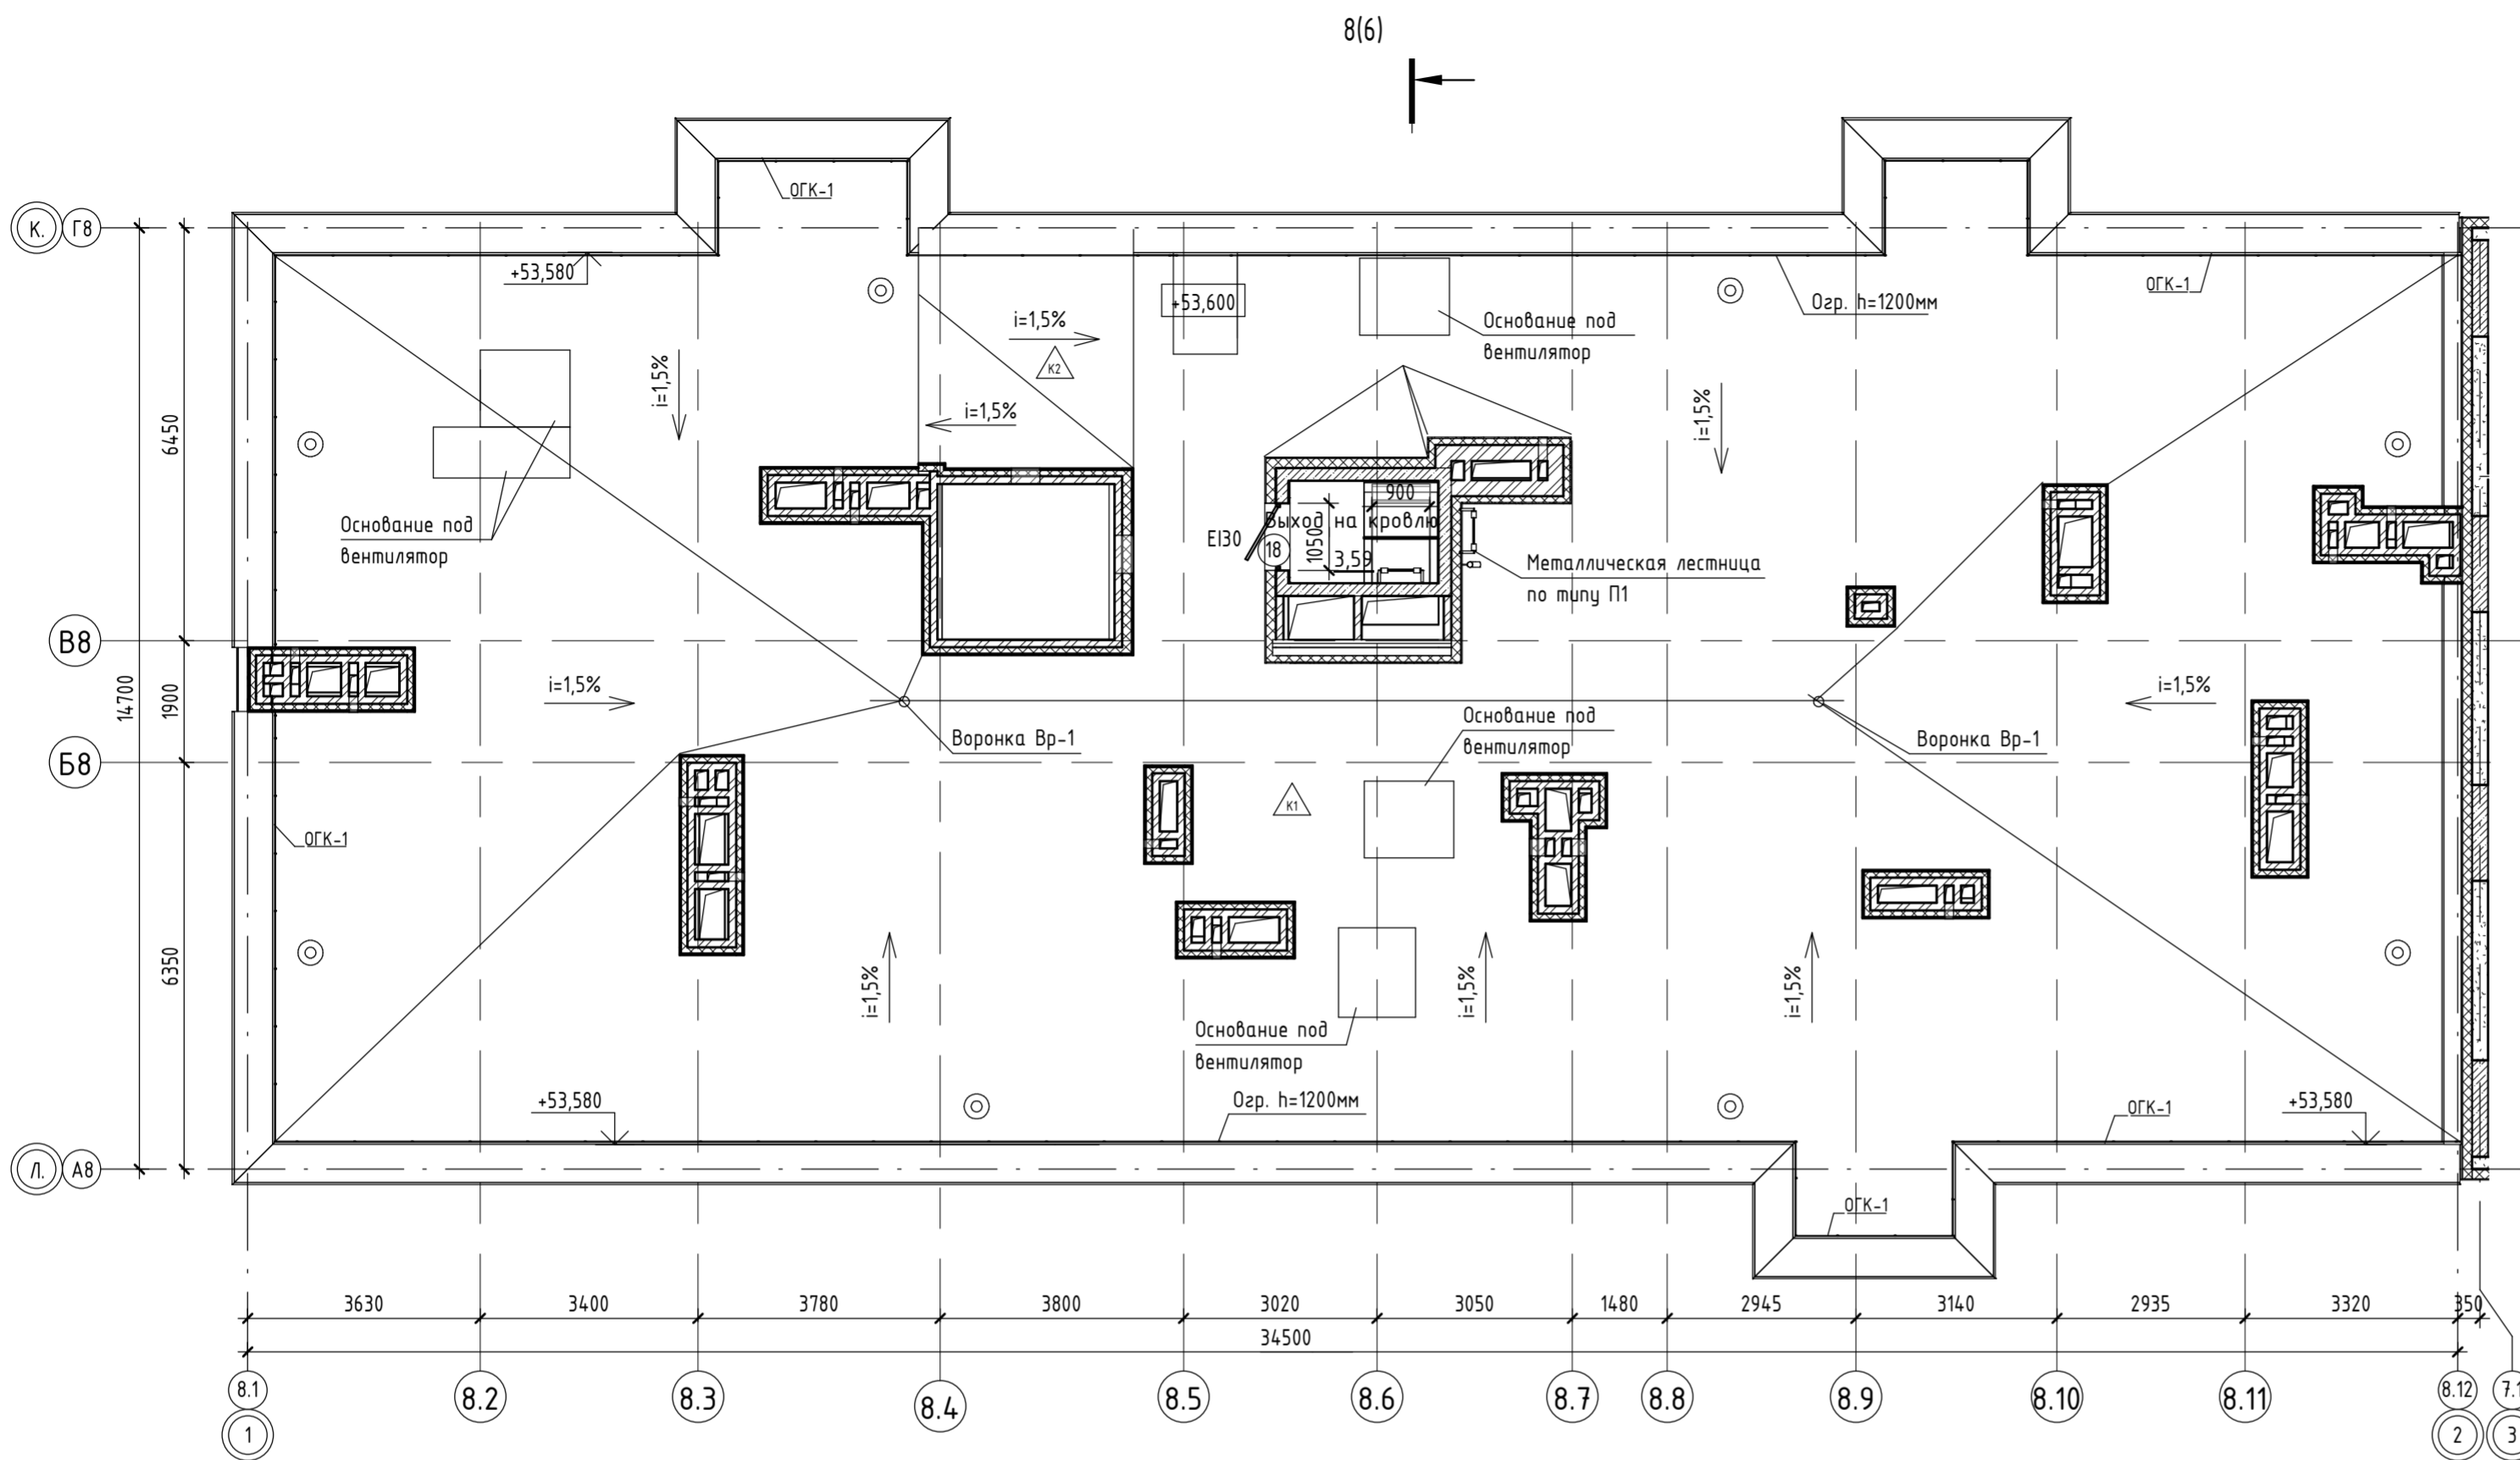 8(6)
ОГК-1
К.
Г8
+53,580
+53,600
ОГК-1
Огр. h=1200мм
i=1,5%
Основание под
вентилятор
К2
i=1,5%
i=1,5%
i=1,5%
6450
900
Основание под
вентилятор
Выход на кровлю
EI30
18
1050
3,59
Металлическая лестница
по типу П1
В8
14700
1900
i=1,5%
i=1,5%
Основание под
вентилятор
Воронка Вр-1
Воронка Вр-1
Б8
К1
ОГК-1
6350
i=1,5%
i=1,5%
i=1,5%
Основание под
вентилятор
+53,580
Огр. h=1200мм
ОГК-1
+53,580
Л.
А8
ОГК-1
3630
3400
3780
3800
3020
3050
1480
2945
3140
2935
3320
350
34500
8.1
8.2
8.3
8.4
8.5
8.6
8.7
8.8
8.9
8.10
8.11
8.12
7.1
1
2
3